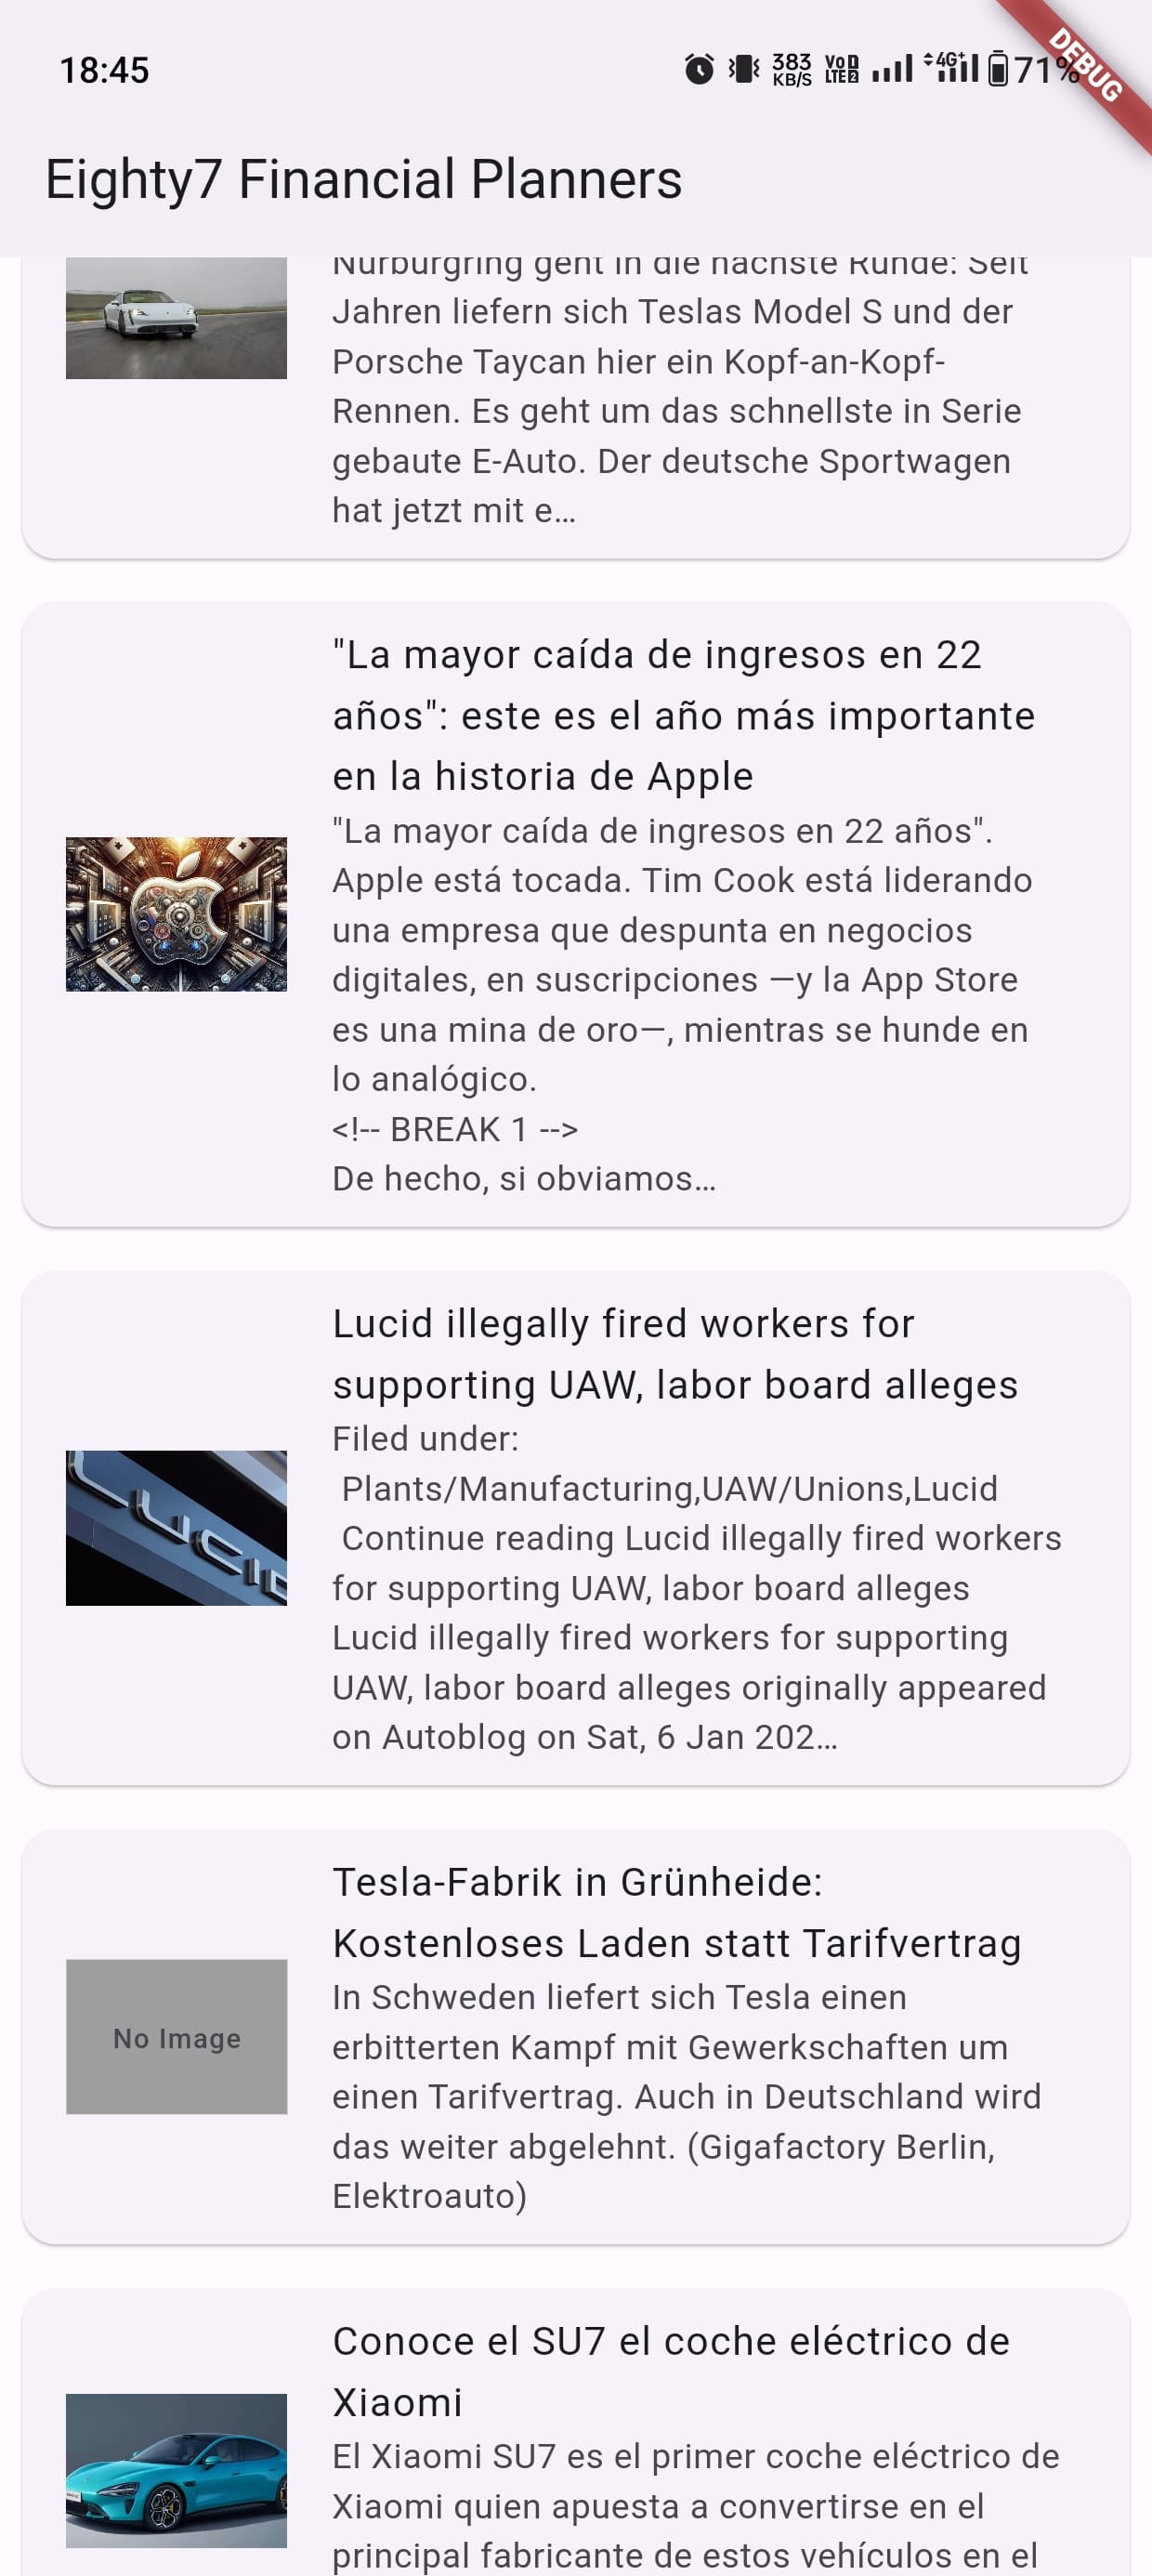 18:45
383
KB/S
VoD
LTE2
4G+
71%
DEBUG
Eighty7 Financial Planners
Nürburgring geht in die nächste Runde: Seit
Jahren liefern sich Teslas Model S und der
Porsche Taycan hier ein Kopf-an-Kopf-
Rennen. Es geht um das schnellste in Serie
gebaute E-Auto. Der deutsche Sportwagen
hat jetzt mit e…
"La mayor caída de ingresos en 22
años": este es el año más importante
en la historia de Apple
"La mayor caída de ingresos en 22 años".
Apple está tocada. Tim Cook está liderando
una empresa que despunta en negocios
digitales, en suscripciones —y la App Store
es una mina de oro—, mientras se hunde en
lo analógico.
<!-- BREAK 1 -->
De hecho, si obviamos…
Lucid illegally fired workers for
supporting UAW, labor board alleges
Filed under:
Plants/Manufacturing,UAW/Unions,Lucid
Continue reading Lucid illegally fired workers
for supporting UAW, labor board alleges
Lucid illegally fired workers for supporting
UAW, labor board alleges originally appeared
on Autoblog on Sat, 6 Jan 202…
LUCID
Tesla-Fabrik in Grünheide:
Kostenloses Laden statt Tarifvertrag
No Image
In Schweden liefert sich Tesla einen
erbitterten Kampf mit Gewerkschaften um
einen Tarifvertrag. Auch in Deutschland wird
das weiter abgelehnt. (Gigafactory Berlin,
Elektroauto)
Conoce el SU7 el coche eléctrico de
Xiaomi
El Xiaomi SU7 es el primer coche eléctrico de
Xiaomi quien apuesta a convertirse en el
principal fabricante de estos vehículos en el